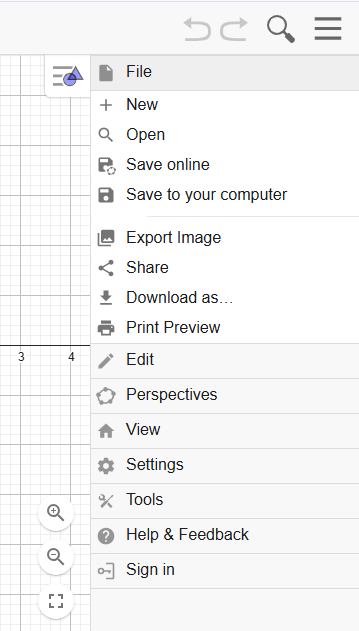 File
New
Open
Save online
Save to your computer
Export Image
Share
Download as...
Print Preview
3 4
Edit
Perspectives
View
Settings
Tools
Help & Feedback
Sign in